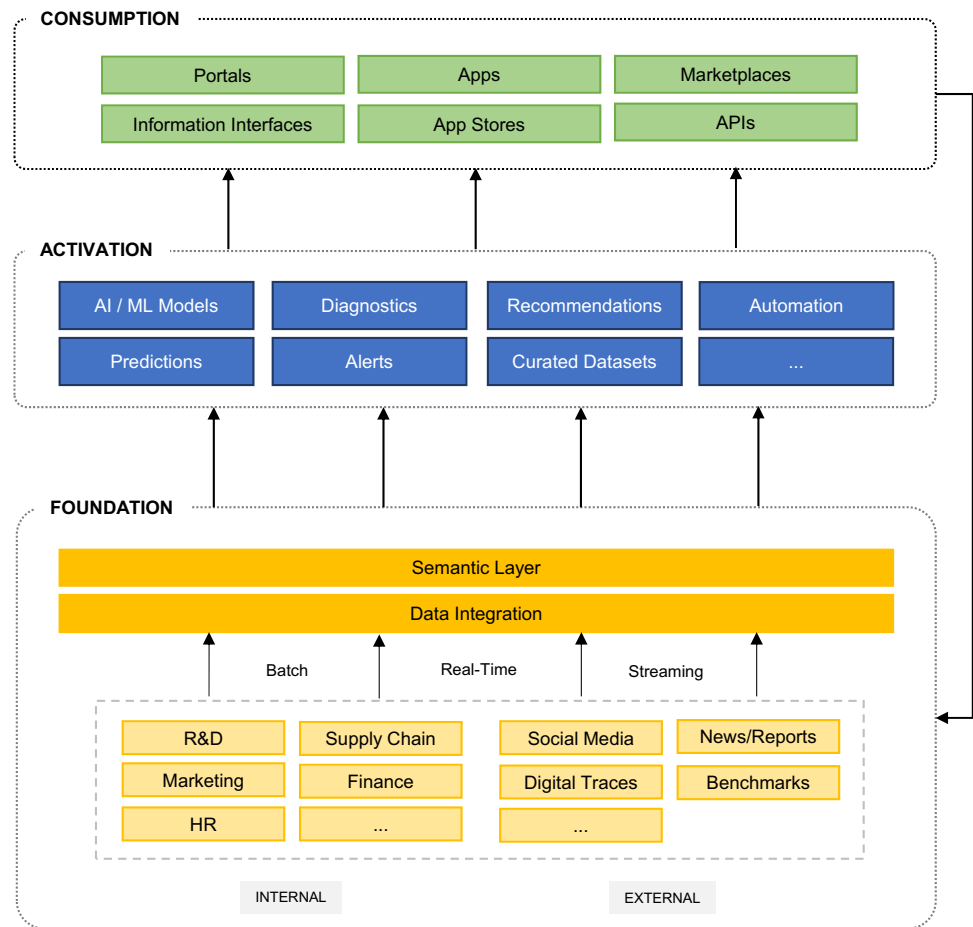 CONSUMPTION
Portals
Apps
Marketplaces
Information Interfaces
App Stores
APIs
ACTIVATION
AI / ML Models
Diagnostics
Recommendations
Automation
Predictions
Alerts
Curated Datasets
...
FOUNDATION
Semantic Layer
Data Integration
Batch
Real-Time
Streaming
R&D
Supply Chain
Social Media
News/Reports
Marketing
Finance
Digital Traces
Benchmarks
HR
...
...
INTERNAL
EXTERNAL